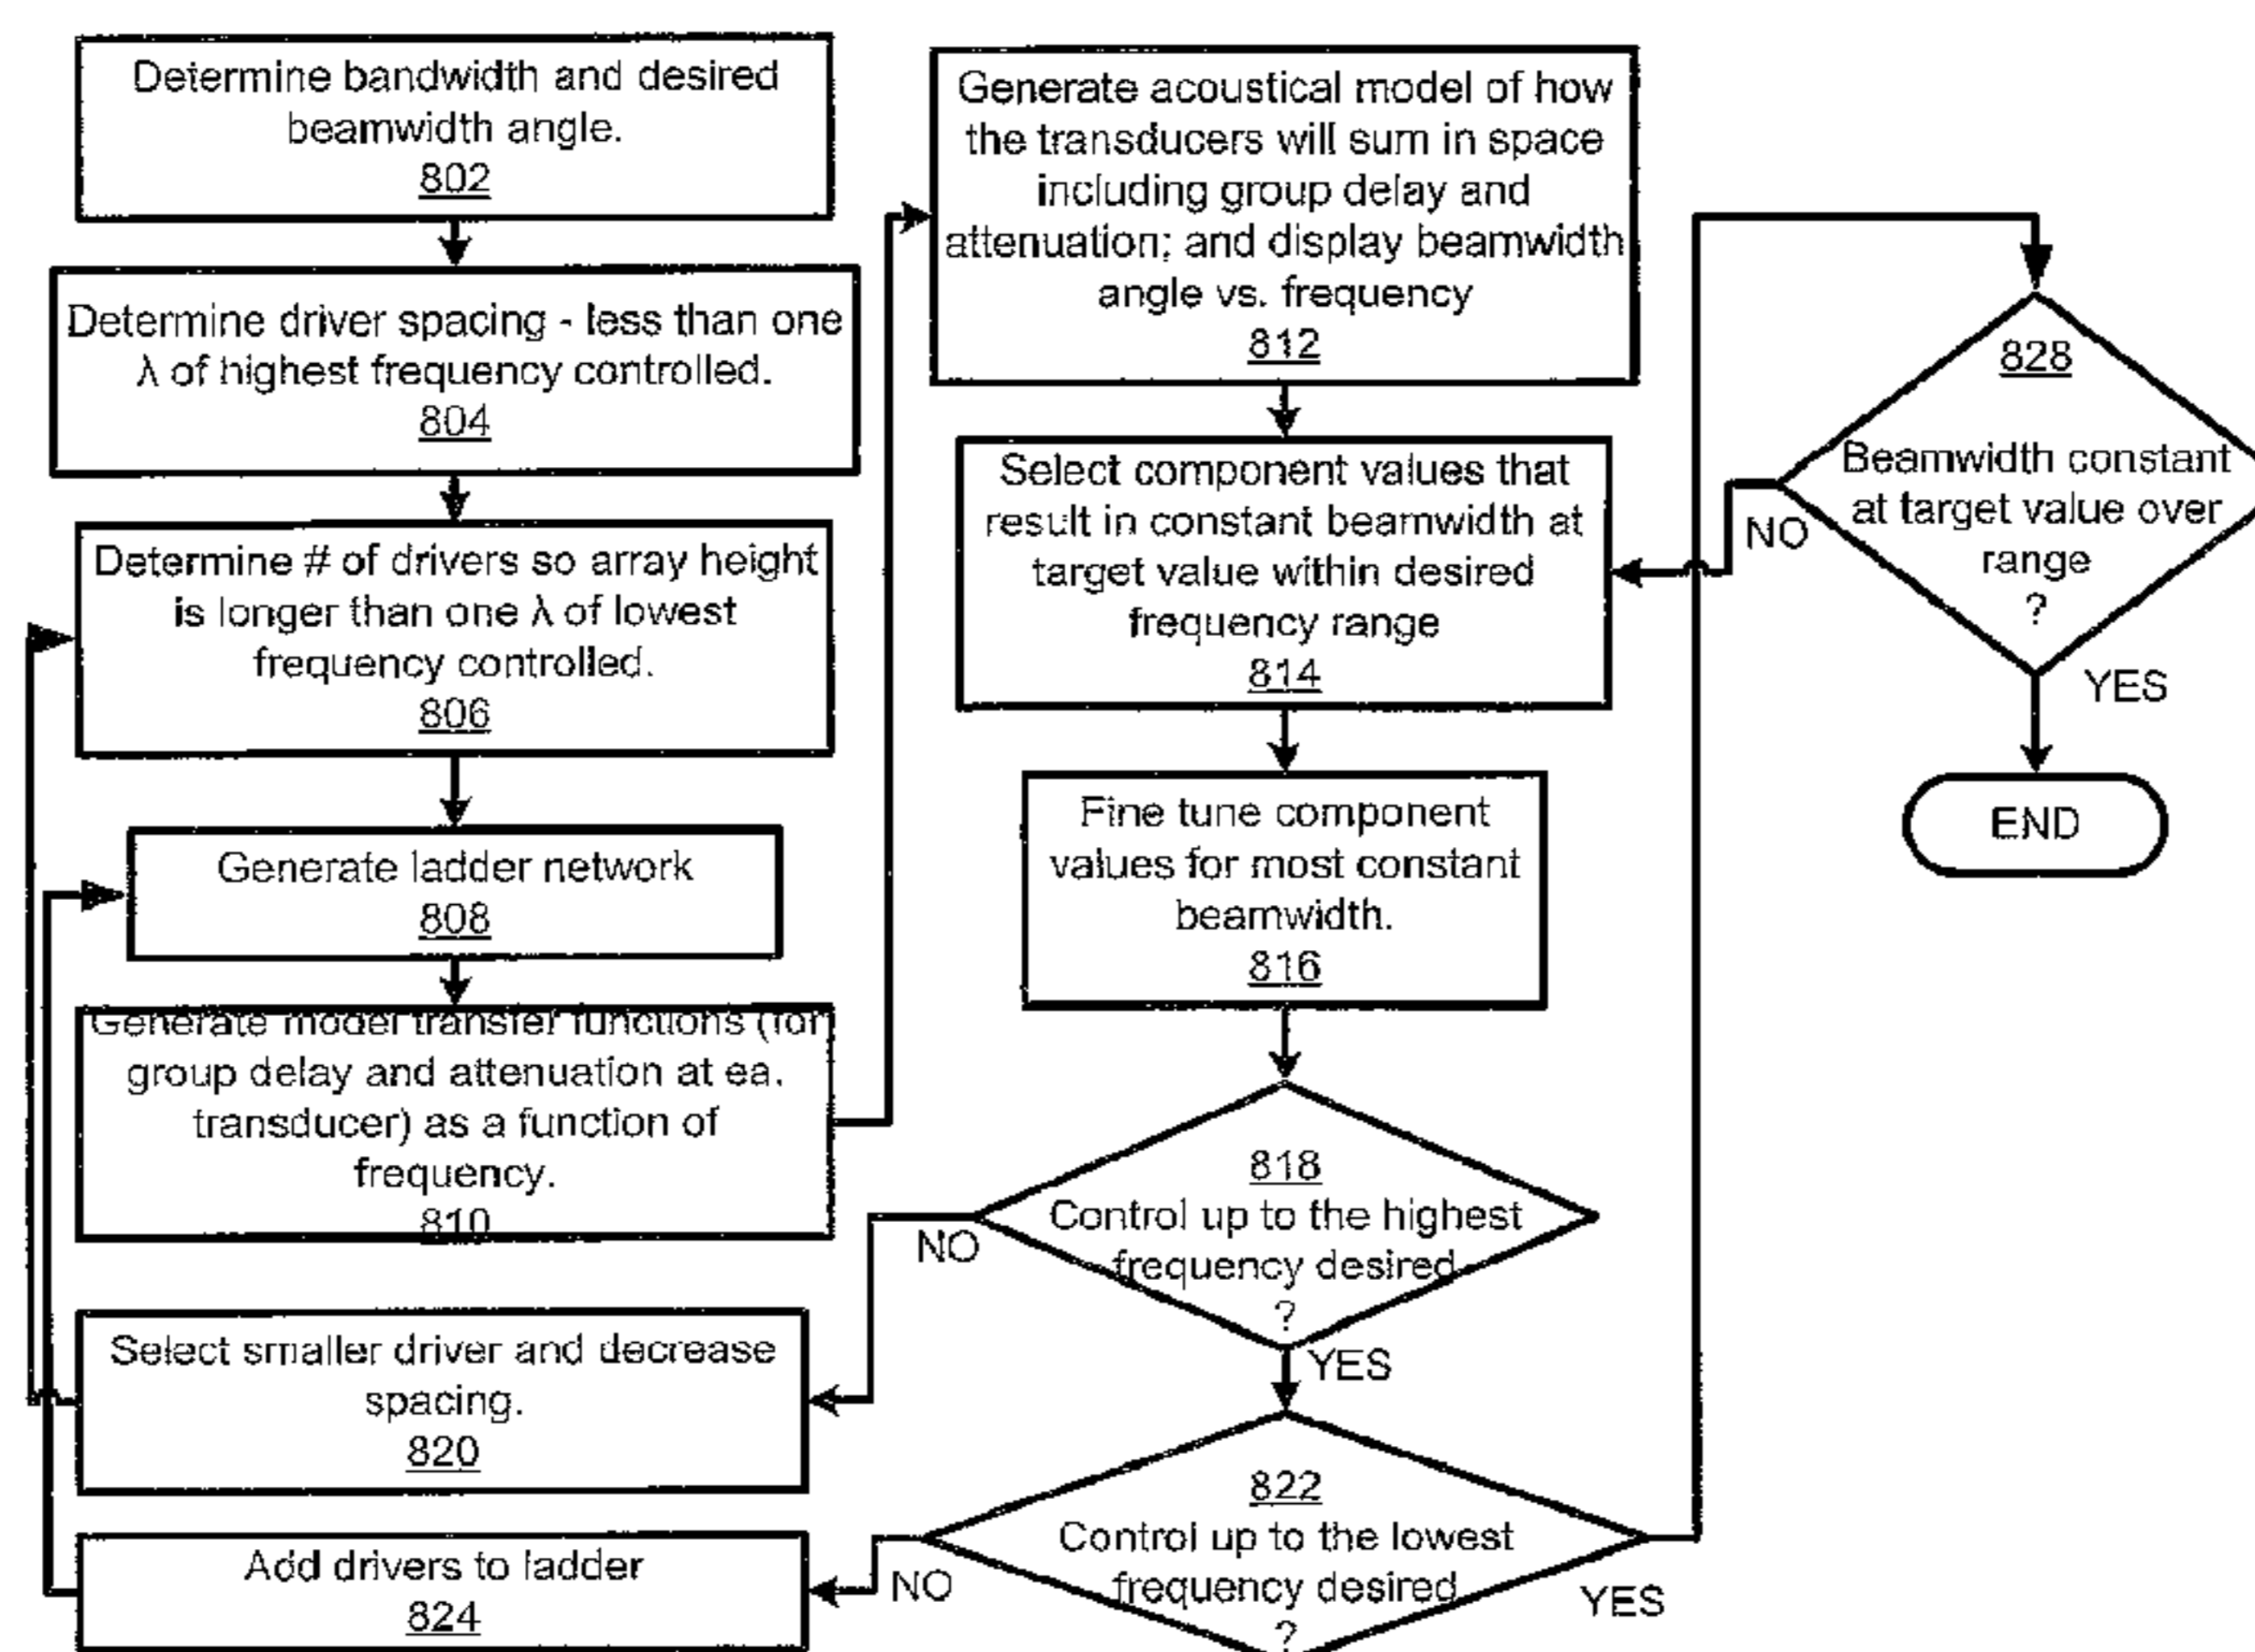 Determine bandwidth and desired
beamwidth angle.
802
Determine driver spacing - less than one
λ of highest frequency controlled.
804
Determine # of drivers so array height
is longer than one λ of lowest
frequency controlled.
806
Generate ladder network
808
Generate model transfer functions (for
group delay and attenuation at ea.
transducer) as a function of
frequency.
810
Select smaller driver and decrease
spacing.
820
Add drivers to ladder
824
Generate acoustical model of how
the transducers will sum in space
including group delay and
attenuation; and display beamwidth
angle vs. frequency
812
Select component values that
result in constant beamwidth at
target value within desired
frequency range
814
Fine tune component
values for most constant
beamwidth.
816
818
Control up to the highest
frequency desired
?
NO
YES
822
Control up to the lowest
frequency desired
?
NO
YES
828
Beamwidth constant
at target value over
range
?
NO
YES
END